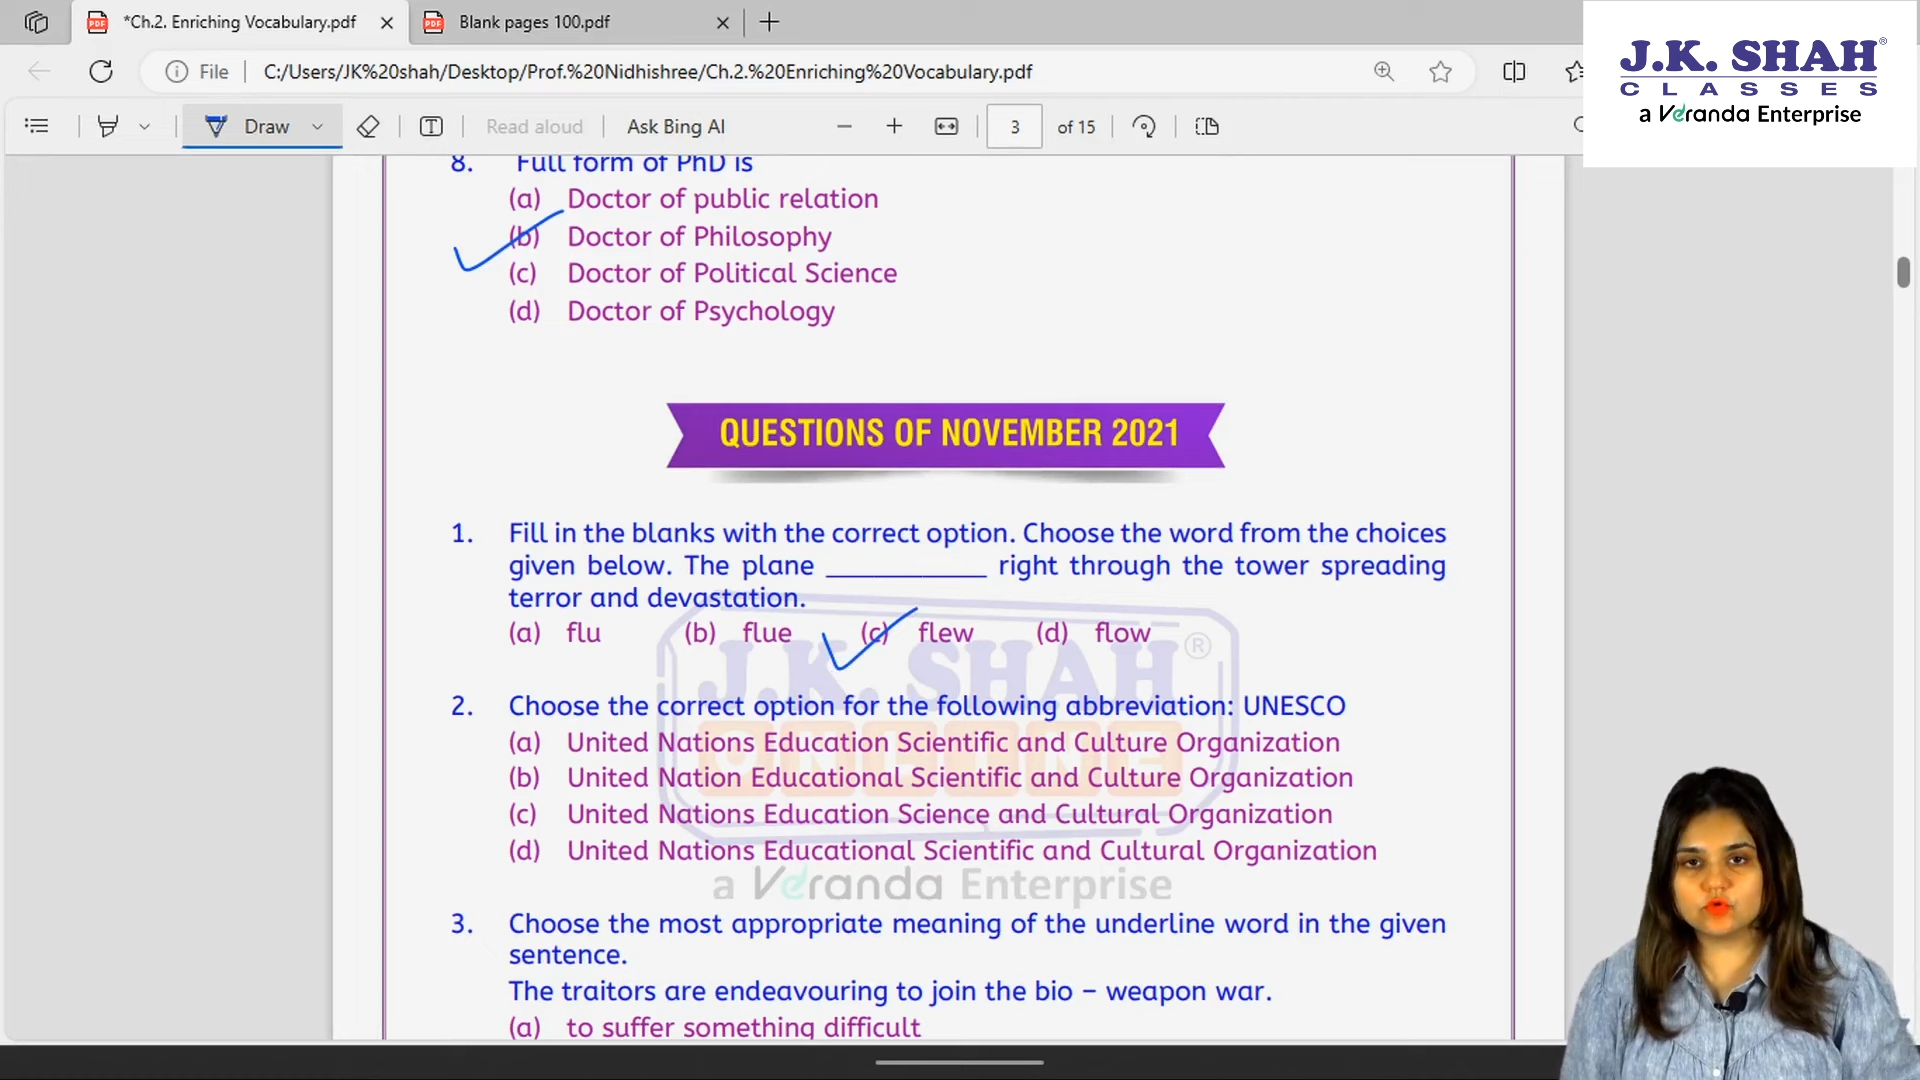 *Ch.2. Enriching Vocabulary.pdf
Blank pages 100.pdf
File
C:/Users/JK%20shah/Desktop/Prof.%20Nidhishree/Ch.2.%20Enriching%20Vocabulary.pdf
J.K. SHAH®
CLASSES
a Veranda Enterprise
Draw
Read aloud
Ask Bing AI
3
of 15
8. Full form of PhD is
(a) Doctor of public relation
(b) Doctor of Philosophy
(c) Doctor of Political Science
(d) Doctor of Psychology
QUESTIONS OF NOVEMBER 2021
1. Fill in the blanks with the correct option. Choose the word from the choices
given below. The plane ____________ right through the tower spreading
terror and devastation.
(a) flu (b) flue (c) flew (d) flow
2. Choose the correct option for the following abbreviation: UNESCO
(a) United Nations Education Scientific and Culture Organization
(b) United Nation Educational Scientific and Culture Organization
(c) United Nations Education Science and Cultural Organization
(d) United Nations Educational Scientific and Cultural Organization
3. Choose the most appropriate meaning of the underline word in the given
sentence.
The traitors are endeavouring to join the bio – weapon war.
(a) to suffer something difficult
J.K. SHAH®
ONLINE
a Veranda Enterprise